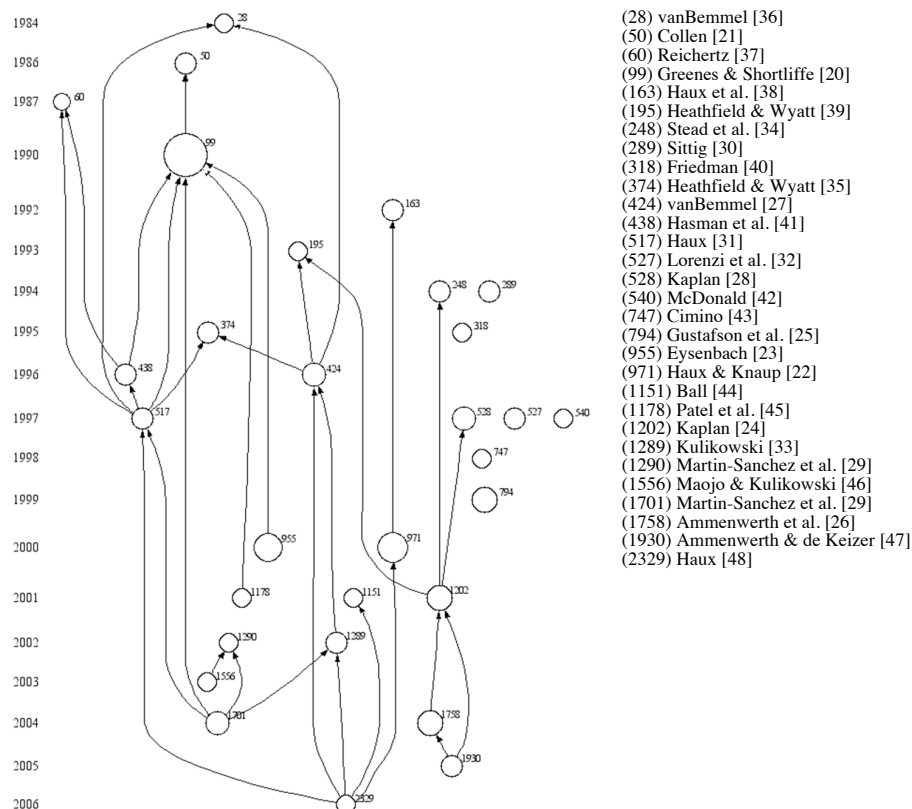 1984
28
1986
50
1987
60
1990
99
1992
163
1993
195
1994
248
289
1995
374
318
1996
438
424
1997
517
528
527
540
1998
747
1999
794
2000
955
971
2001
1178
1151
1202
2002
1290
1289
2003
1556
2004
1701
1758
2005
1930
2006
2329
(28) vanBemmel [36]
(50) Collen [21]
(60) Reichertz [37]
(99) Greenes & Shortliffe [20]
(163) Haux et al. [38]
(195) Heathfield & Wyatt [39]
(248) Stead et al. [34]
(289) Sittig [30]
(318) Friedman [40]
(374) Heathfield & Wyatt [35]
(424) vanBemmel [27]
(438) Hasman et al. [41]
(517) Haux [31]
(527) Lorenzi et al. [32]
(528) Kaplan [28]
(540) McDonald [42]
(747) Cimino [43]
(794) Gustafson et al. [25]
(955) Eysenbach [23]
(971) Haux & Knaup [22]
(1151) Ball [44]
(1178) Patel et al. [45]
(1202) Kaplan [24]
(1289) Kulikowski [33]
(1290) Martin-Sanchez et al. [29]
(1556) Maojo & Kulikowski [46]
(1701) Martin-Sanchez et al. [29]
(1758) Ammenwerth et al. [26]
(1930) Ammenwerth & de Keizer [47]
(2329) Haux [48]